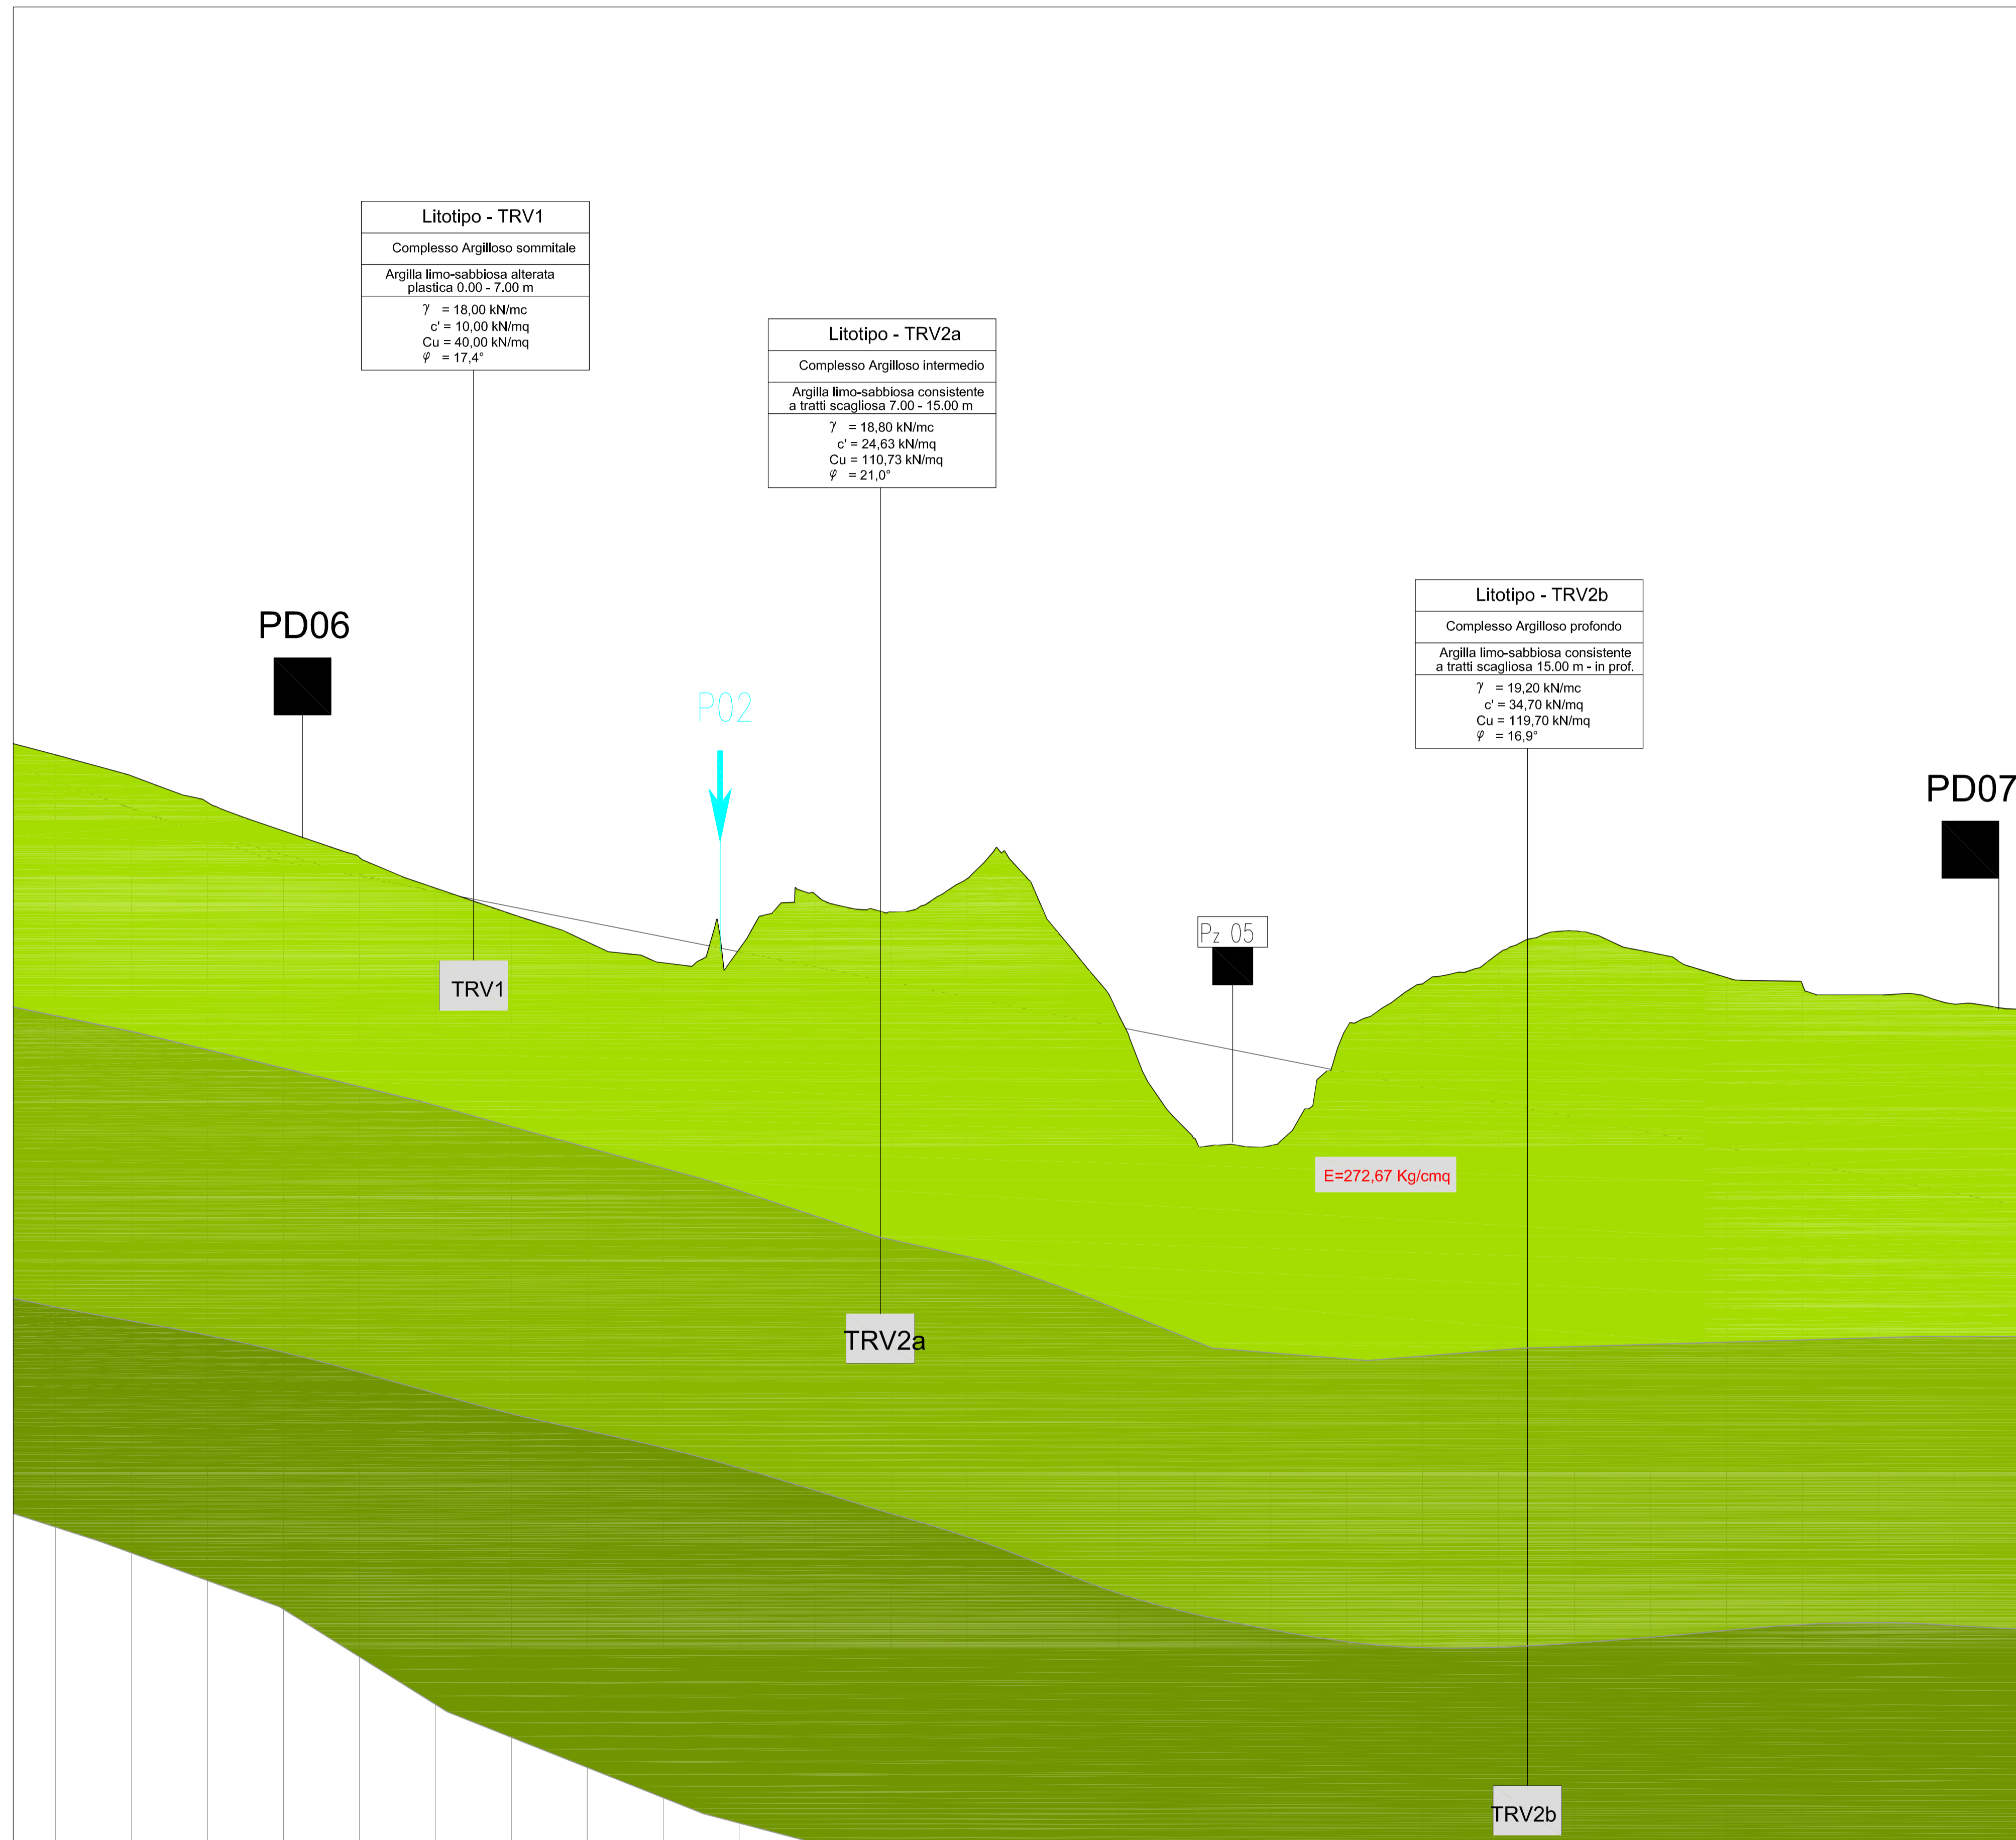 Litotipo - TRV1
Complesso Argilloso sommitale
Argilla limo-sabbiosa alterata
plastica 0.00 - 7.00 m
γ = 18,00 kN/mc
c' = 10,00 kN/mq
Cu = 40,00 kN/mq
φ = 17,4°
Litotipo - TRV2a
Complesso Argilloso intermedio
Argilla limo-sabbiosa consistente
a tratti scagliosa 7.00 - 15.00 m
γ = 18,80 kN/mc
c' = 24,63 kN/mq
Cu = 110,73 kN/mq
φ = 21,0°
Litotipo - TRV2b
Complesso Argilloso profondo
Argilla limo-sabbiosa consistente
a tratti scagliosa 15.00 m - in prof.
γ = 19,20 kN/mc
c' = 34,70 kN/mq
Cu = 119,70 kN/mq
φ = 16,9°
PD06
P02
PD07
Pz 05
TRV1
E=272,67 Kg/cmq
TRV2a
TRV2b